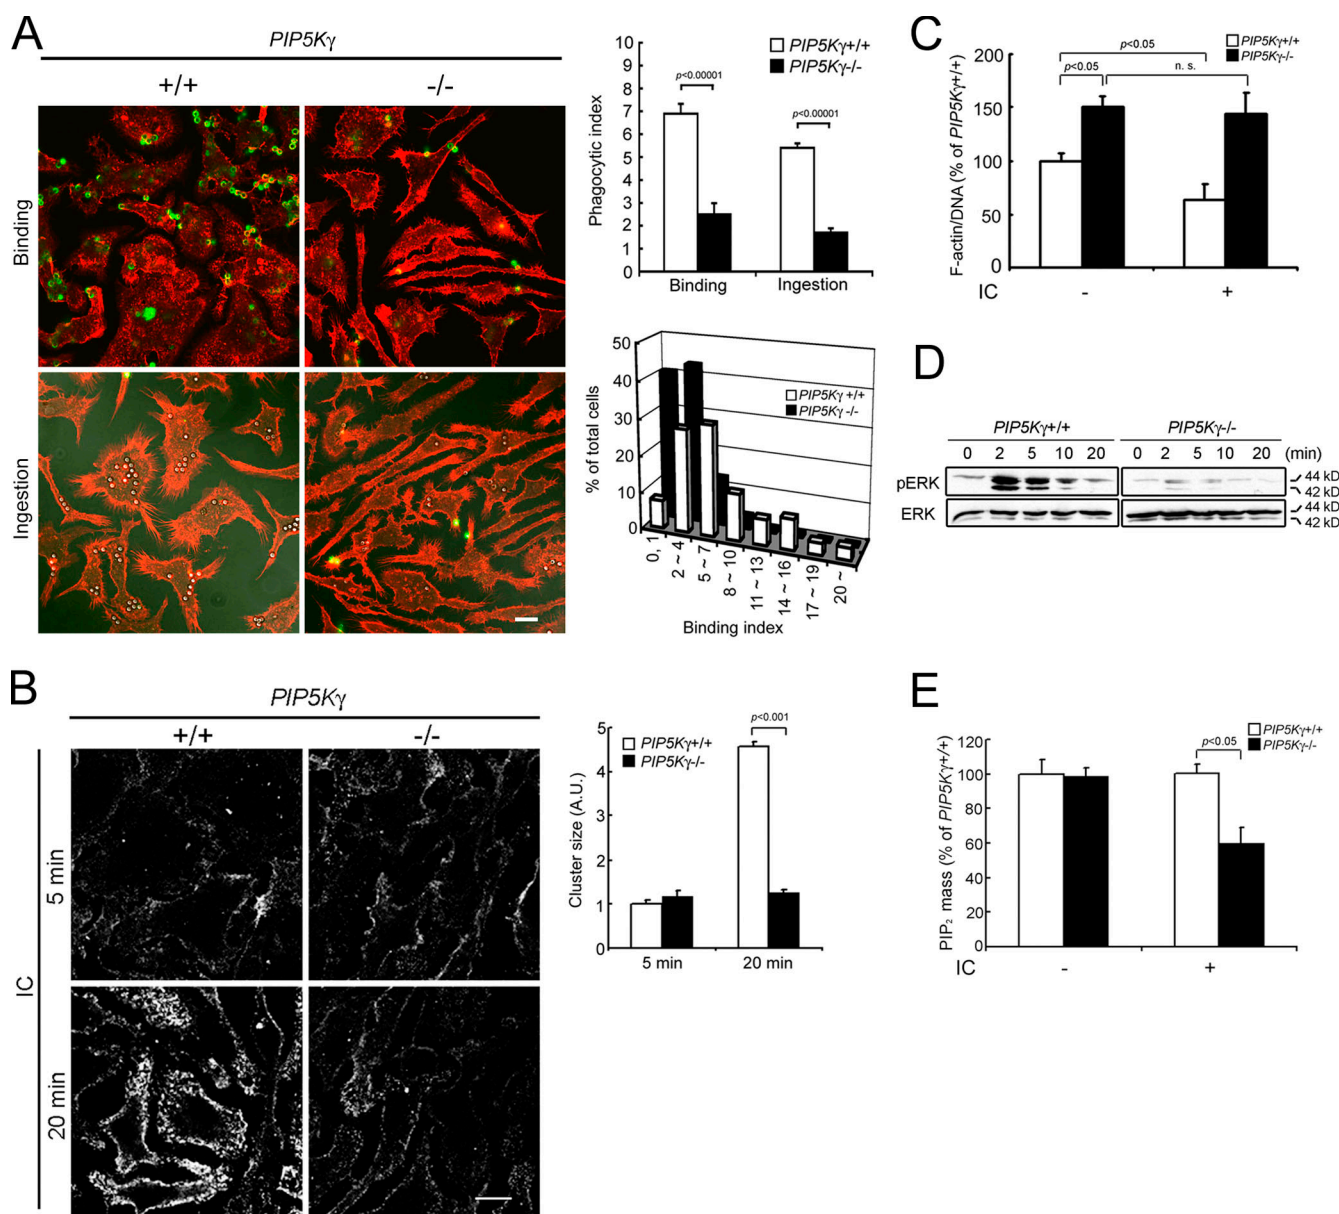 A
PIP5Kγ
+/+
-/-
Binding
Ingestion
10
9
8
7
6
5
4
3
2
1
0
Phagocytic index
PIP5Kγ+/+
PIP5Kγ-/-
p<0.00001
p<0.00001
Binding
Ingestion
50
40
30
20
10
0
% of total cells
PIP5Kγ +/+
PIP5Kγ -/-
0, 1
2 ~ 4
5 ~ 7
8 ~ 10
11 ~ 13
14 ~ 16
17 ~ 19
20 ~
Binding index
B
PIP5Kγ
+/+
-/-
IC
5 min
20 min
5
4
3
2
1
0
Cluster size (A.U.)
PIP5Kγ+/+
PIP5Kγ-/-
p<0.001
5 min
20 min
C
200
150
100
50
0
F-actin/DNA (% of PIP5Kγ+/+)
PIP5Kγ+/+
PIP5Kγ-/-
p<0.05
p<0.05
n. s.
IC
-
+
D
PIP5Kγ+/+
PIP5Kγ-/-
0 2 5 10 20
0 2 5 10 20 (min)
pERK
44 kD
42 kD
ERK
44 kD
42 kD
E
120
100
80
60
40
20
0
PIP₂ mass (% of PIP5Kγ+/+)
PIP5Kγ+/+
PIP5Kγ-/-
p<0.05
IC
-
+